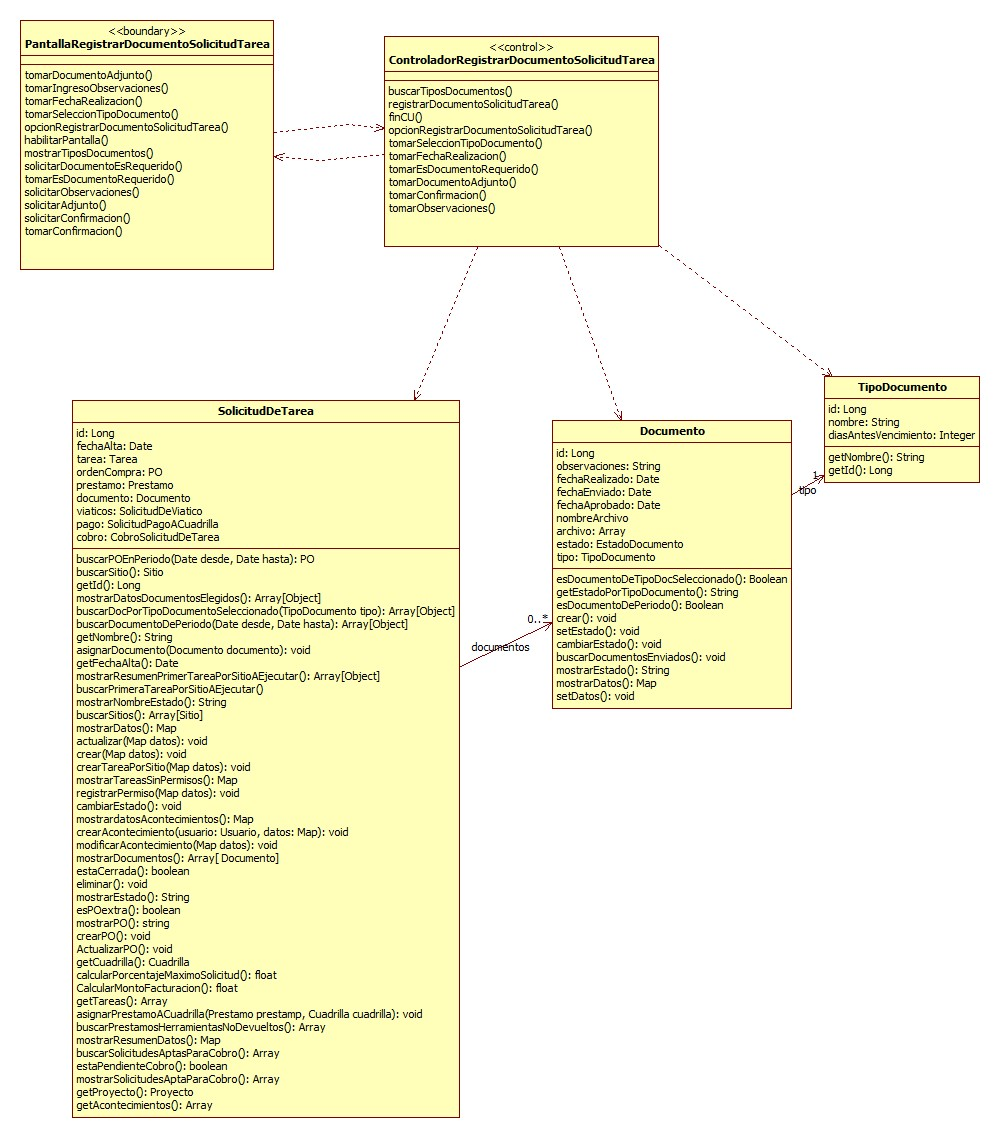 <<boundary>>
PantallaRegistrarDocumentoSolicitudTarea
tomarDocumentoAdjunto()
tomarIngresoObservaciones()
tomarFechaRealizacion()
tomarSeleccionTipoDocumento()
opcionRegistrarDocumentoSolicitudTarea()
habilitarPantalla()
mostrarTiposDocumentos()
solicitarDocumentoEsRequerido()
tomarEsDocumentoRequerido()
solicitarObservaciones()
solicitarAdjunto()
solicitarConfirmacion()
tomarConfirmacion()
<<control>>
ControladorRegistrarDocumentoSolicitudTarea
buscarTiposDocumentos()
registrarDocumentoSolicitudTarea()
finCU()
opcionRegistrarDocumentoSolicitudTarea()
tomarSeleccionTipoDocumento()
tomarFechaRealizacion()
tomarEsDocumentoRequerido()
tomarDocumentoAdjunto()
tomarConfirmacion()
tomarObservaciones()
TipoDocumento
id: Long
nombre: String
diasAntesVencimiento: Integer
getNombre(): String
getId(): Long
SolicitudDeTarea
id: Long
fechaAlta: Date
tarea: Tarea
ordenCompra: PO
prestamo: Prestamo
documento: Documento
viaticos: SolicitudDeViatico
pago: SolicitudPagoACuadrilla
cobro: CobroSolicitudDeTarea
buscarPOEnPeriodo(Date desde, Date hasta): PO
buscarSitio(): Sitio
getId(): Long
mostrarDatosDocumentosElegidos(): Array[Object]
buscarDocPorTipoDocumentoSeleccionado(TipoDocumento tipo): Array[Object]
buscarDocumentoDePeriodo(Date desde, Date hasta): Array[Object]
getNombre(): String
asignarDocumento(Documento documento): void
getFechaAlta(): Date
mostrarResumenPrimerTareaPorSitioAEjecutar(): Array[Object]
buscarPrimeraTareaPorSitioAEjecutar()
mostrarNombreEstado(): String
buscarSitios(): Array[Sitio]
mostrarDatos(): Map
actualizar(Map datos): void
crear(Map datos): void
crearTareaPorSitio(Map datos): void
mostrarTareasSinPermisos(): Map
registrarPermiso(Map datos): void
cambiarEstado(): void
mostrardatosAcontecimientos(): Map
crearAcontecimiento(usuario: Usuario, datos: Map): void
modificarAcontecimiento(Map datos): void
mostrarDocumentos(): Array[ Documento]
estaCerrada(): boolean
eliminar(): void
mostrarEstado(): String
esPOextra(): boolean
mostrarPO(): string
crearPO(): void
ActualizarPO(): void
getCuadrilla(): Cuadrilla
calcularPorcentajeMaximoSolicitud(): float
CalcularMontoFacturacion(): float
getTareas(): Array
asignarPrestamoACuadrilla(Prestamo prestamp, Cuadrilla cuadrilla): void
buscarPrestamosHerramientasNoDevueltos(): Array
mostrarResumenDatos(): Map
buscarSolicitudesAptasParaCobro(): Array
estaPendienteCobro(): boolean
mostrarSolicitudesAptaParaCobro(): Array
getProyecto(): Proyecto
getAcontecimientos(): Array
0..*
documentos
Documento
id: Long
observaciones: String
fechaRealizado: Date
fechaEnviado: Date
fechaAprobado: Date
nombreArchivo
archivo: Array
estado: EstadoDocumento
tipo: TipoDocumento
esDocumentoDeTipoDocSeleccionado(): Boolean
getEstadoPorTipoDocumento(): String
esDocumentoDePeriodo(): Boolean
crear(): void
setEstado(): void
cambiarEstado(): void
buscarDocumentosEnviados(): void
mostrarEstado(): String
mostrarDatos(): Map
setDatos(): void
1
tipo